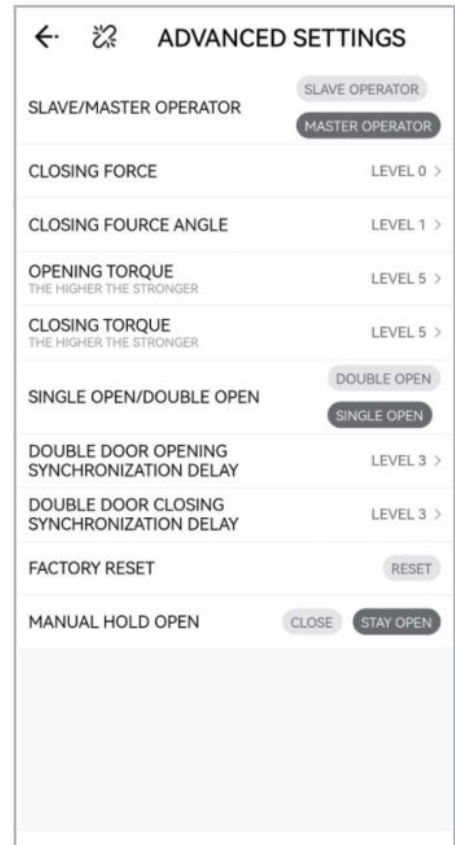 ADVANCED SETTINGS
SLAVE/MASTER OPERATOR
SLAVE OPERATOR
MASTER OPERATOR
CLOSING FORCE
LEVEL 0 >
CLOSING FOURCE ANGLE
LEVEL 1 >
OPENING TORQUE
THE HIGHER THE STRONGER
LEVEL 5 >
CLOSING TORQUE
THE HIGHER THE STRONGER
LEVEL 5 >
SINGLE OPEN/DOUBLE OPEN
DOUBLE OPEN
SINGLE OPEN
DOUBLE DOOR OPENING
SYNCHRONIZATION DELAY
LEVEL 3 >
DOUBLE DOOR CLOSING
SYNCHRONIZATION DELAY
LEVEL 3 >
FACTORY RESET
RESET
MANUAL HOLD OPEN
CLOSE
STAY OPEN